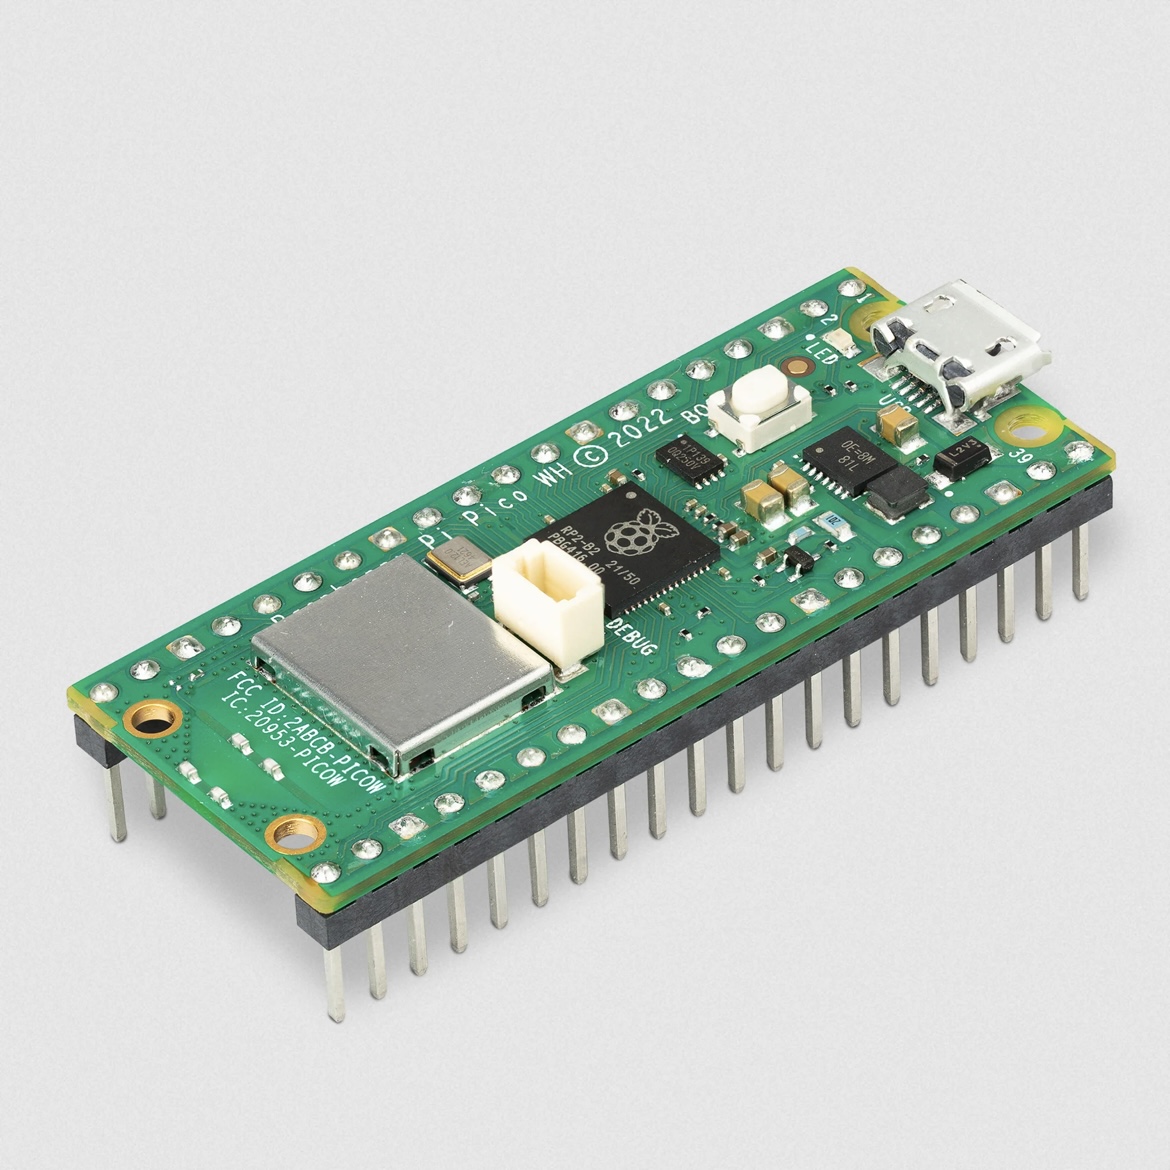 1
2
LED
39
Pi Pico WH © 2022
L2V3
RP2-B2 21/50
DEBUG
FCC ID:2ABCB-PICOW
IC:20953-PICOW